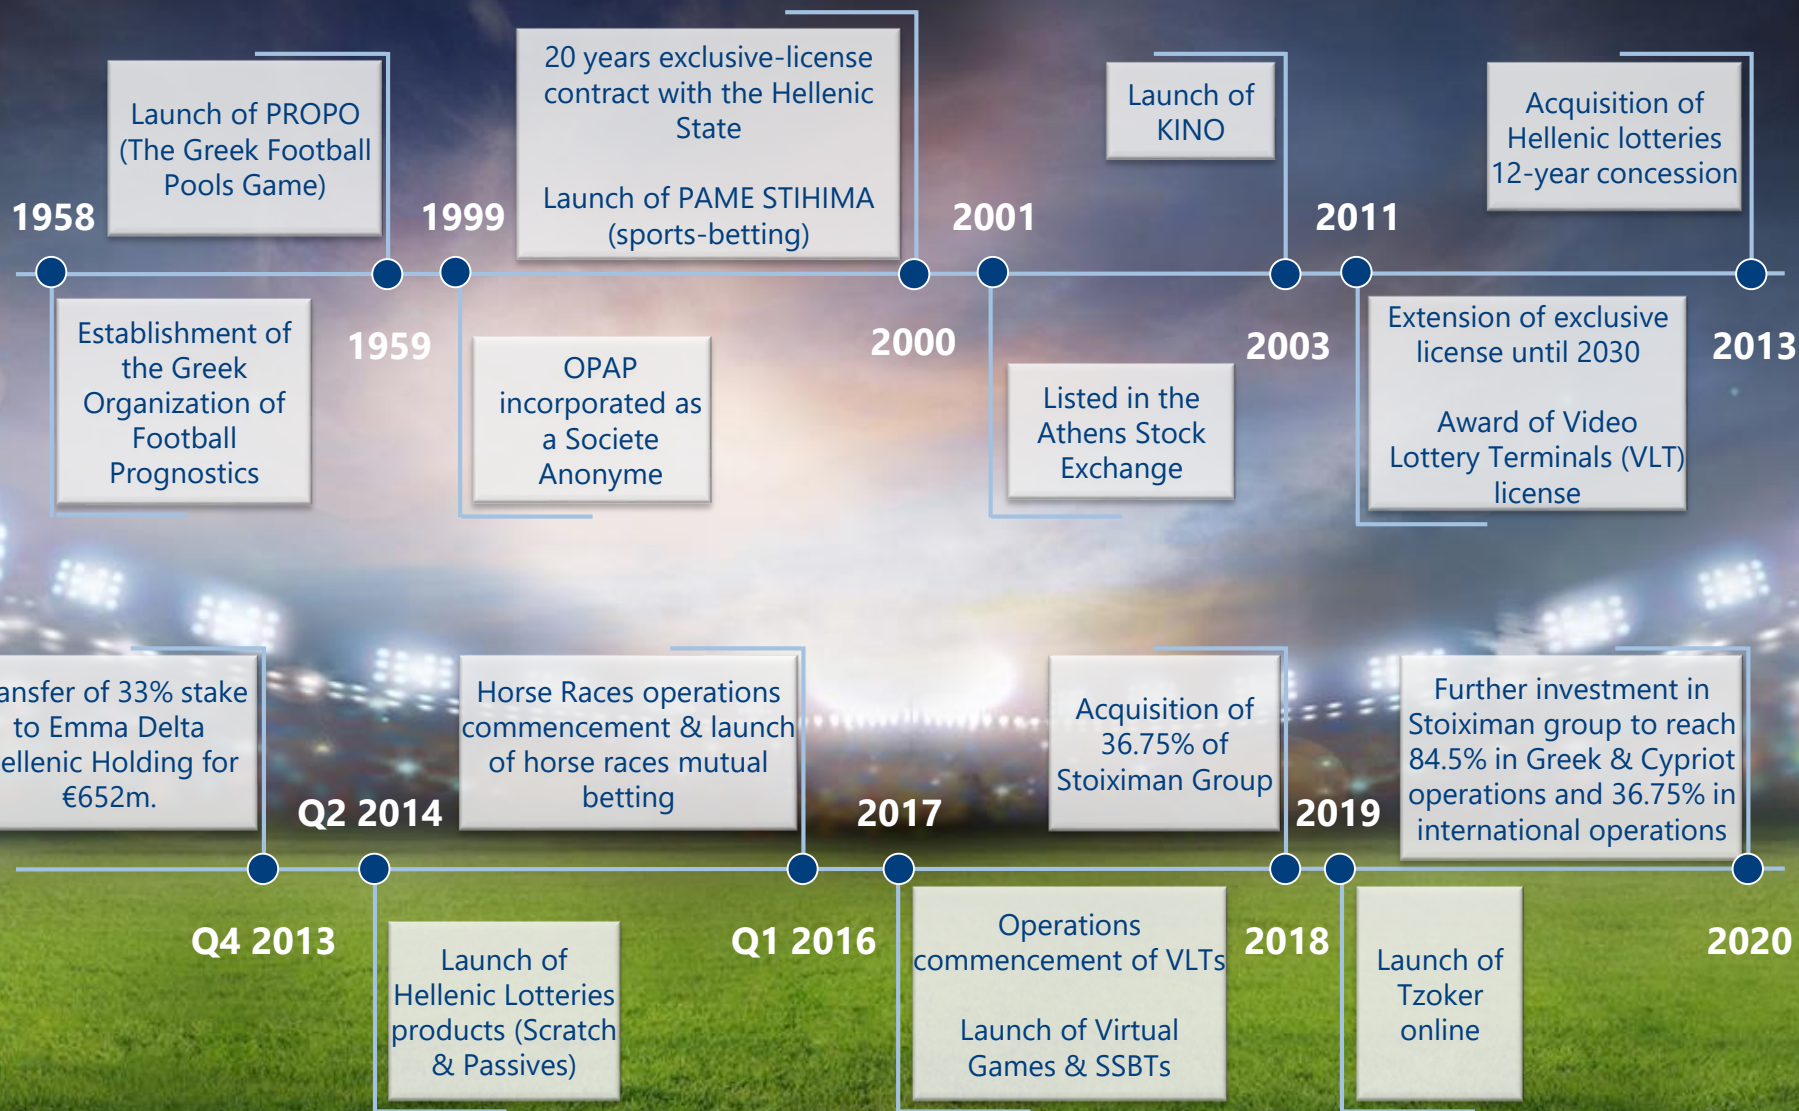 1958
Launch of PROPO
(The Greek Football
Pools Game)
1999
20 years exclusive-license
contract with the Hellenic
State
Launch of PAME STIHIMA
(sports-betting)
2001
Launch of
KINO
2011
Acquisition of
Hellenic lotteries
12-year concession
Establishment of
the Greek
Organization of
Football
Prognostics
1959
OPAP
incorporated as
a Societe
Anonyme
2000
Listed in the
Athens Stock
Exchange
2003
Extension of exclusive
license until 2030
Award of Video
Lottery Terminals (VLT)
license
2013
ansfer of 33% stake
to Emma Delta
ellenic Holding for
€652m.
Q2 2014
Horse Races operations
commencement & launch
of horse races mutual
betting
2017
Acquisition of
36.75% of
Stoiximan Group
2019
Further investment in
Stoiximan group to reach
84.5% in Greek & Cypriot
operations and 36.75% in
international operations
Q4 2013
Launch of
Hellenic Lotteries
products (Scratch
& Passives)
Q1 2016
Operations
commencement of VLTs
Launch of Virtual
Games & SSBTs
2018
Launch of
Tzoker
online
2020